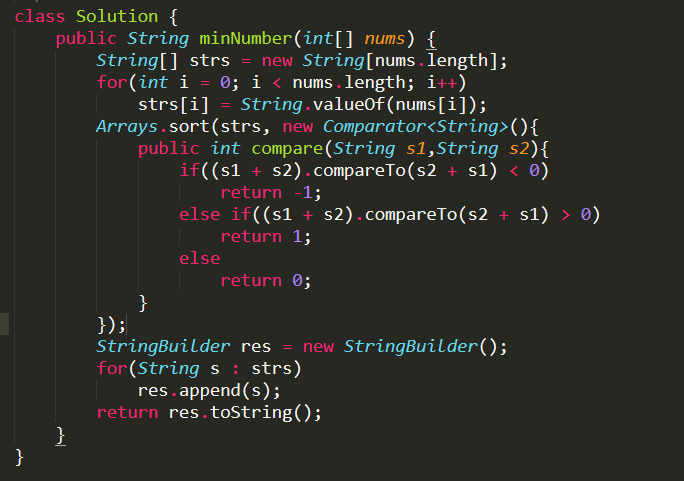 class Solution {
    public String minNumber(int[] nums) {
        String[] strs = new String[nums.length];
        for(int i = 0; i < nums.length; i++)
            strs[i] = String.valueOf(nums[i]);
        Arrays.sort(strs, new Comparator<String>(){
            public int compare(String s1,String s2){
                if((s1 + s2).compareTo(s2 + s1) < 0)
                    return -1;
                else if((s1 + s2).compareTo(s2 + s1) > 0)
                    return 1;
                else
                    return 0;
            }
        });
        StringBuilder res = new StringBuilder();
        for(String s : strs)
            res.append(s);
        return res.toString();
    }
}